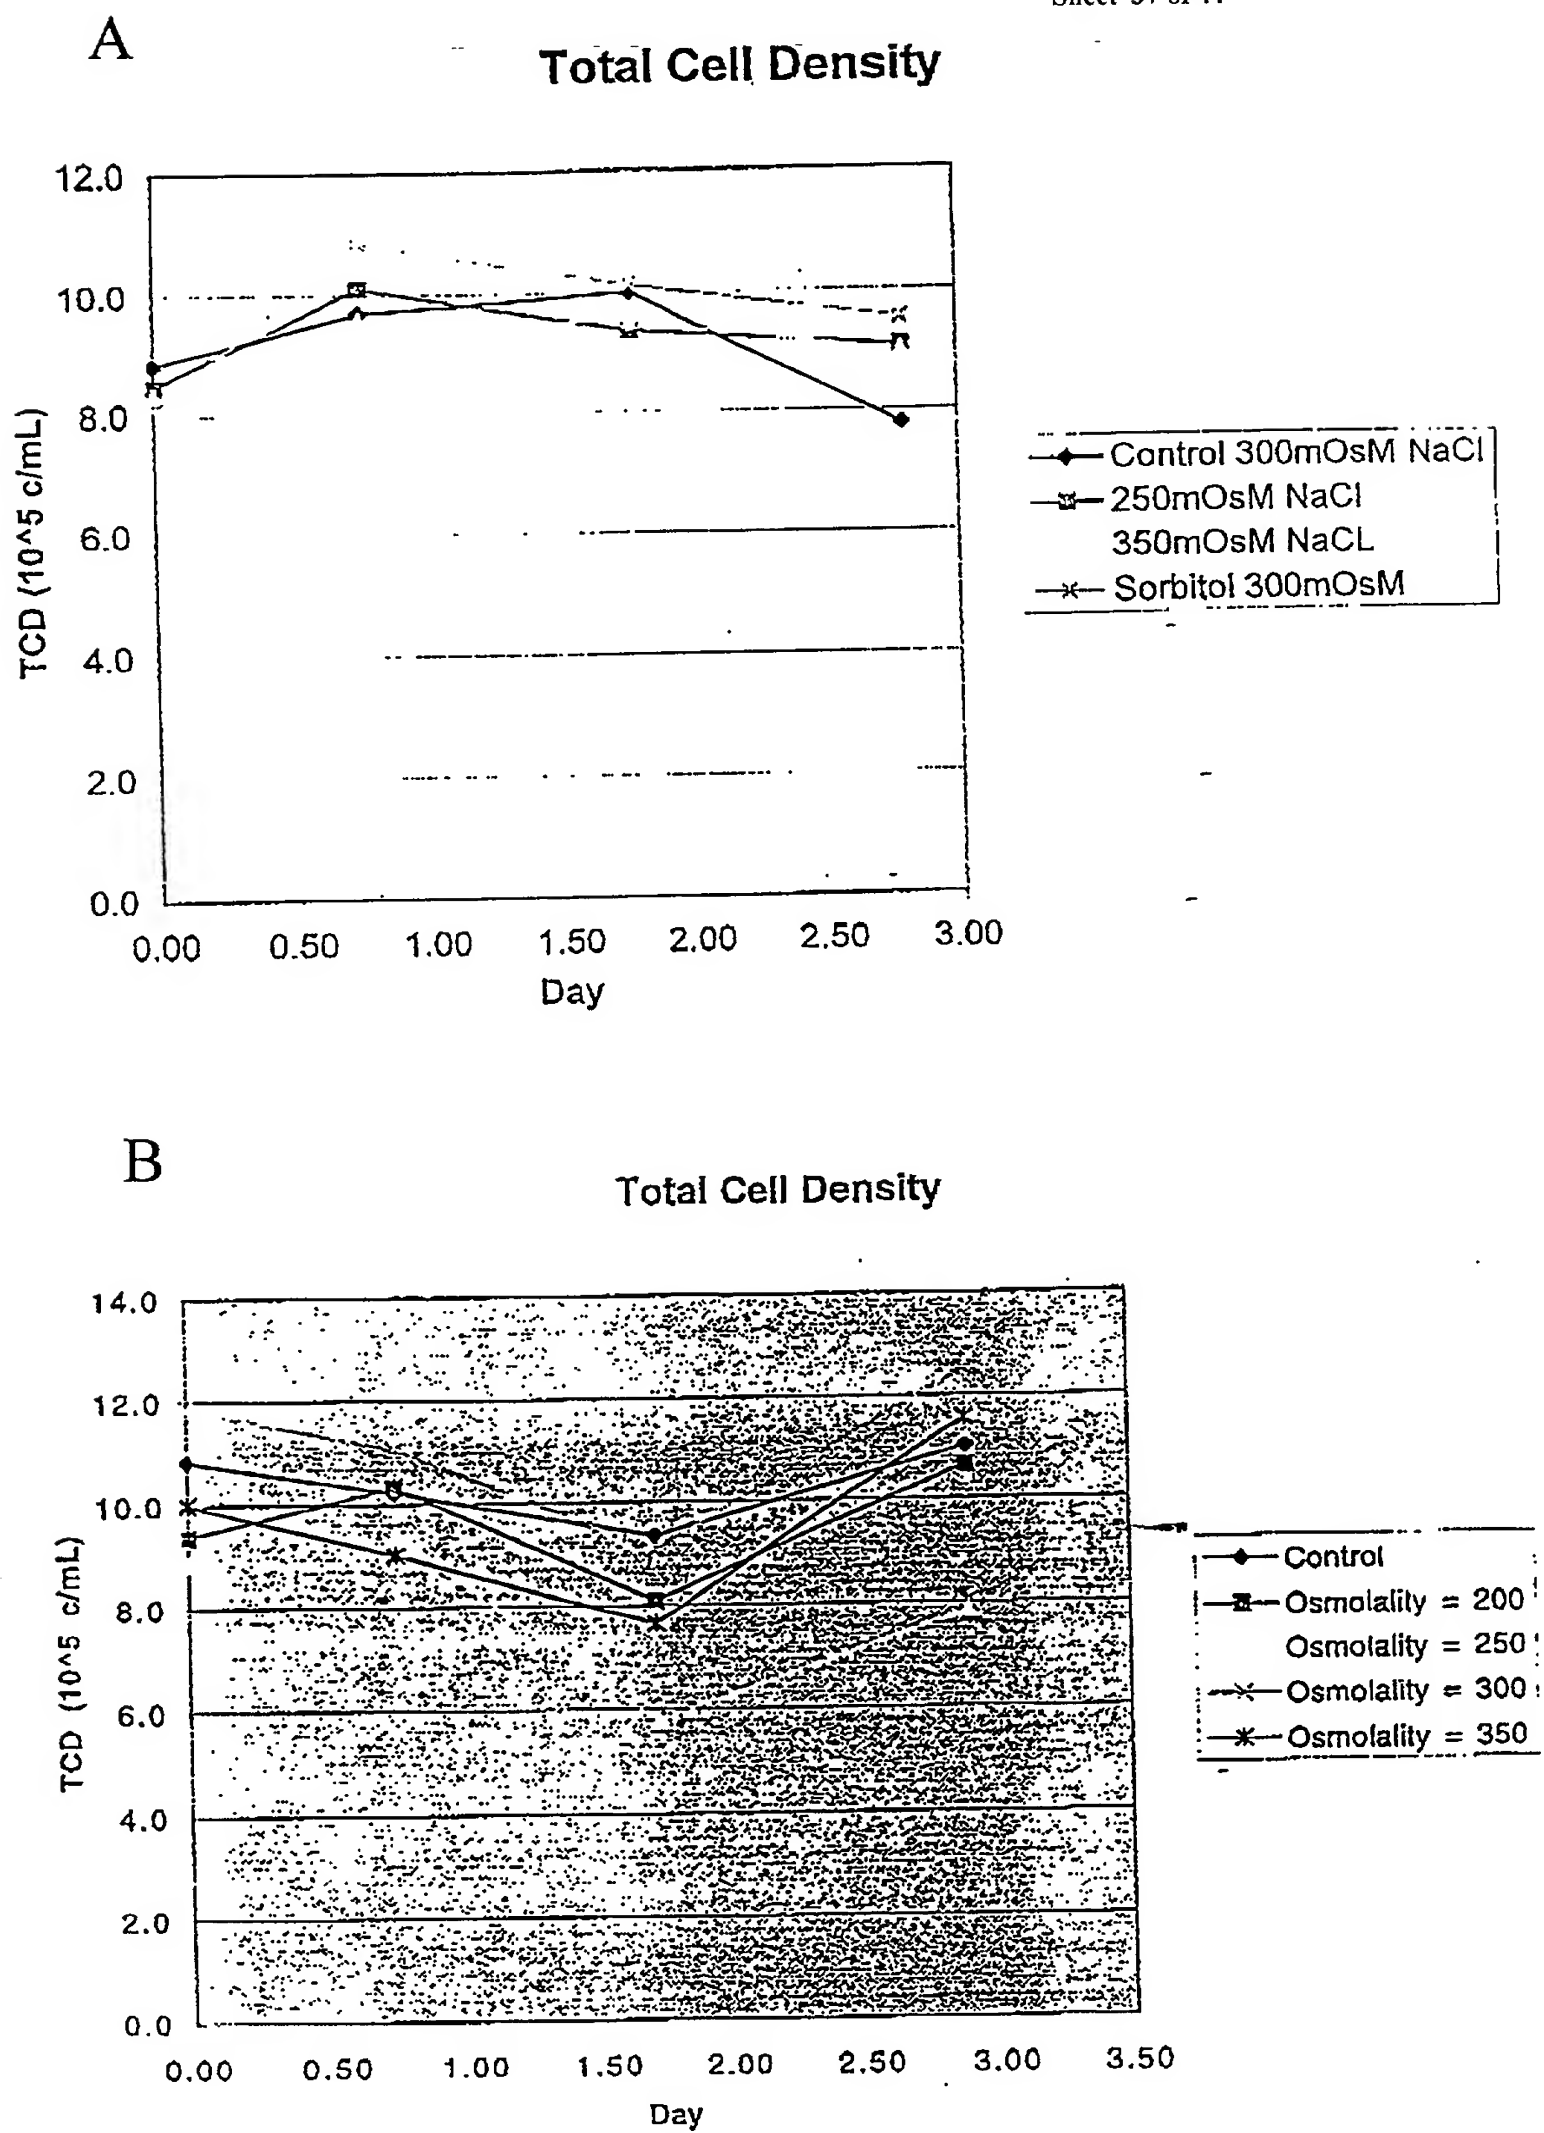 Sheet
A
Total Cell Density
12.0
10.0
8.0
6.0
4.0
2.0
0.0
TCD (10^5 c/mL)
0.00 0.50 1.00 1.50 2.00 2.50 3.00
Day
Control 300mOsM NaCl
250mOsM NaCl
350mOsM NaCL
Sorbitol 300mOsM
B
Total Cell Density
14.0
12.0
10.0
8.0
6.0
4.0
2.0
0.0
TCD (10^5 c/mL)
0.00 0.50 1.00 1.50 2.00 2.50 3.00 3.50
Day
Control
Osmolality = 200
Osmolality = 250
Osmolality = 300
Osmolality = 350